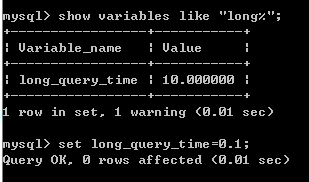 mysql> show variables like "long%";
+-----------------+-----------+
¦ Variable_name ¦ Value ¦
+-----------------+-----------+
¦ long_query_time ¦ 10.000000 ¦
+-----------------+-----------+
1 row in set, 1 warning (0.01 sec)
mysql> set long_query_time=0.1;
Query OK, 0 rows affected (0.01 sec)